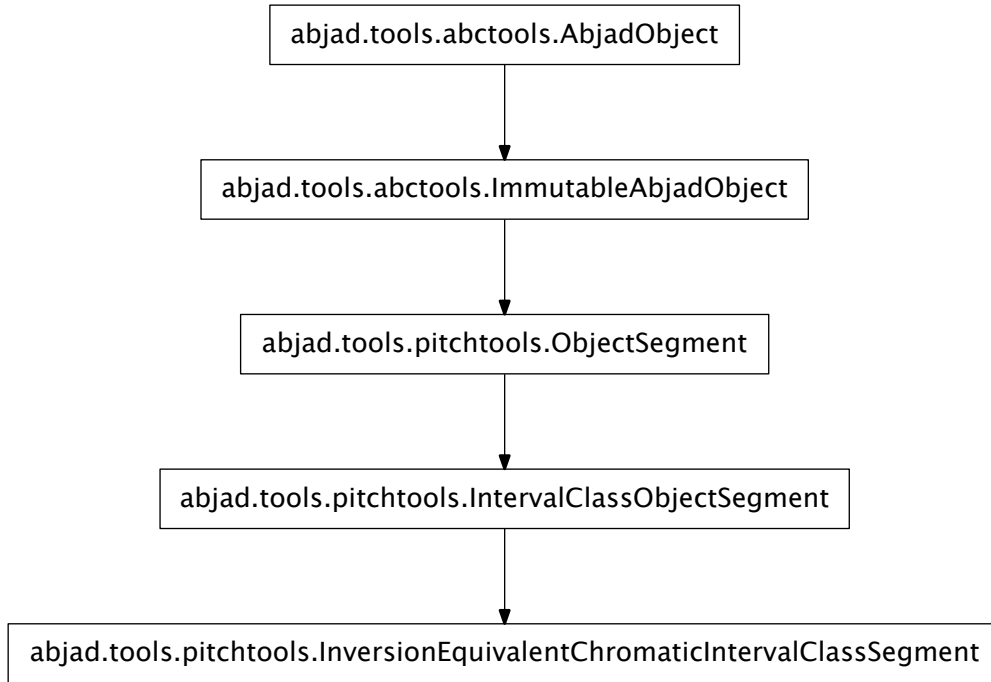 abjad.tools.abctools.AbjadObject
abjad.tools.abctools.ImmutableAbjadObject
abjad.tools.pitchtools.ObjectSegment
abjad.tools.pitchtools.IntervalClassObjectSegment
abjad.tools.pitchtools.InversionEquivalentChromaticIntervalClassSegment